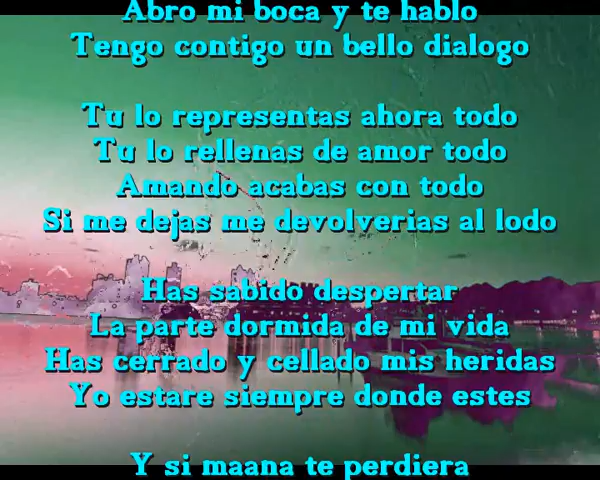 Abro mi boca y te hablo
Tengo contigo un bello dialogo
Tu lo representas ahora todo
Tu lo rellenas de amor todo
Amando acabas con todo
Si me dejas me devolverias al lodo
Has sabido despertar
La parte dormida de mi vida
Has cerrado y cellado mis heridas
Yo estare siempre donde estes
Y si maana te perdiera